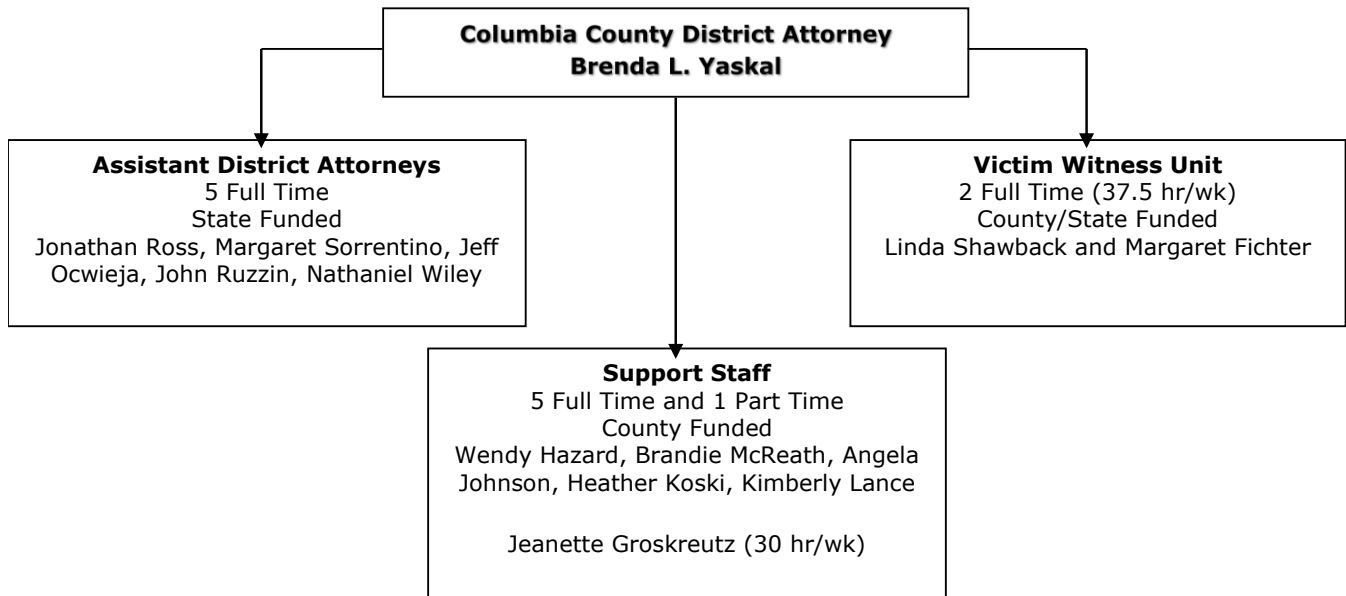 Columbia County District Attorney
Brenda L. Yaskal
Assistant District Attorneys
5 Full Time
State Funded
Jonathan Ross, Margaret Sorrentino, Jeff
Ocwieja, John Ruzzin, Nathaniel Wiley
Victim Witness Unit
2 Full Time (37.5 hr/wk)
County/State Funded
Linda Shawback and Margaret Fichter
Support Staff
5 Full Time and 1 Part Time
County Funded
Wendy Hazard, Brandie McReath, Angela
Johnson, Heather Koski, Kimberly Lance
Jeanette Groskreutz (30 hr/wk)